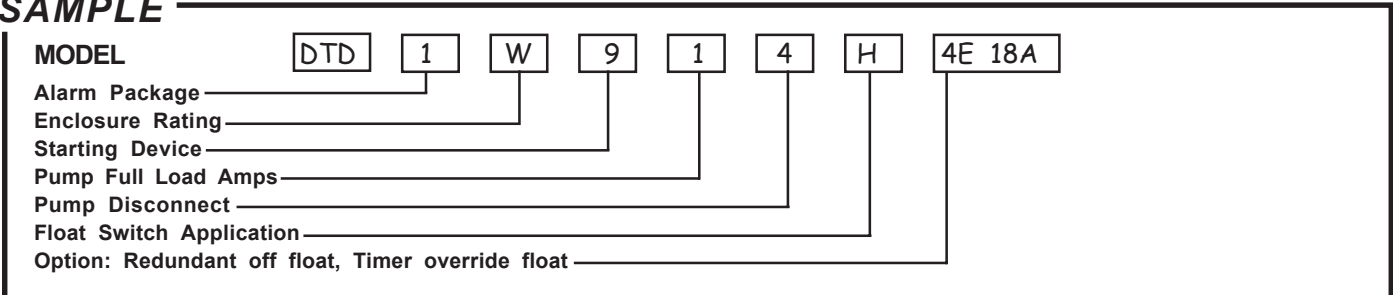 SAMPLE
MODEL DTD 1 W 9 1 4 H 4E 18A
Alarm Package
Enclosure Rating
Starting Device
Pump Full Load Amps
Pump Disconnect
Float Switch Application
Option: Redundant off float, Timer override float